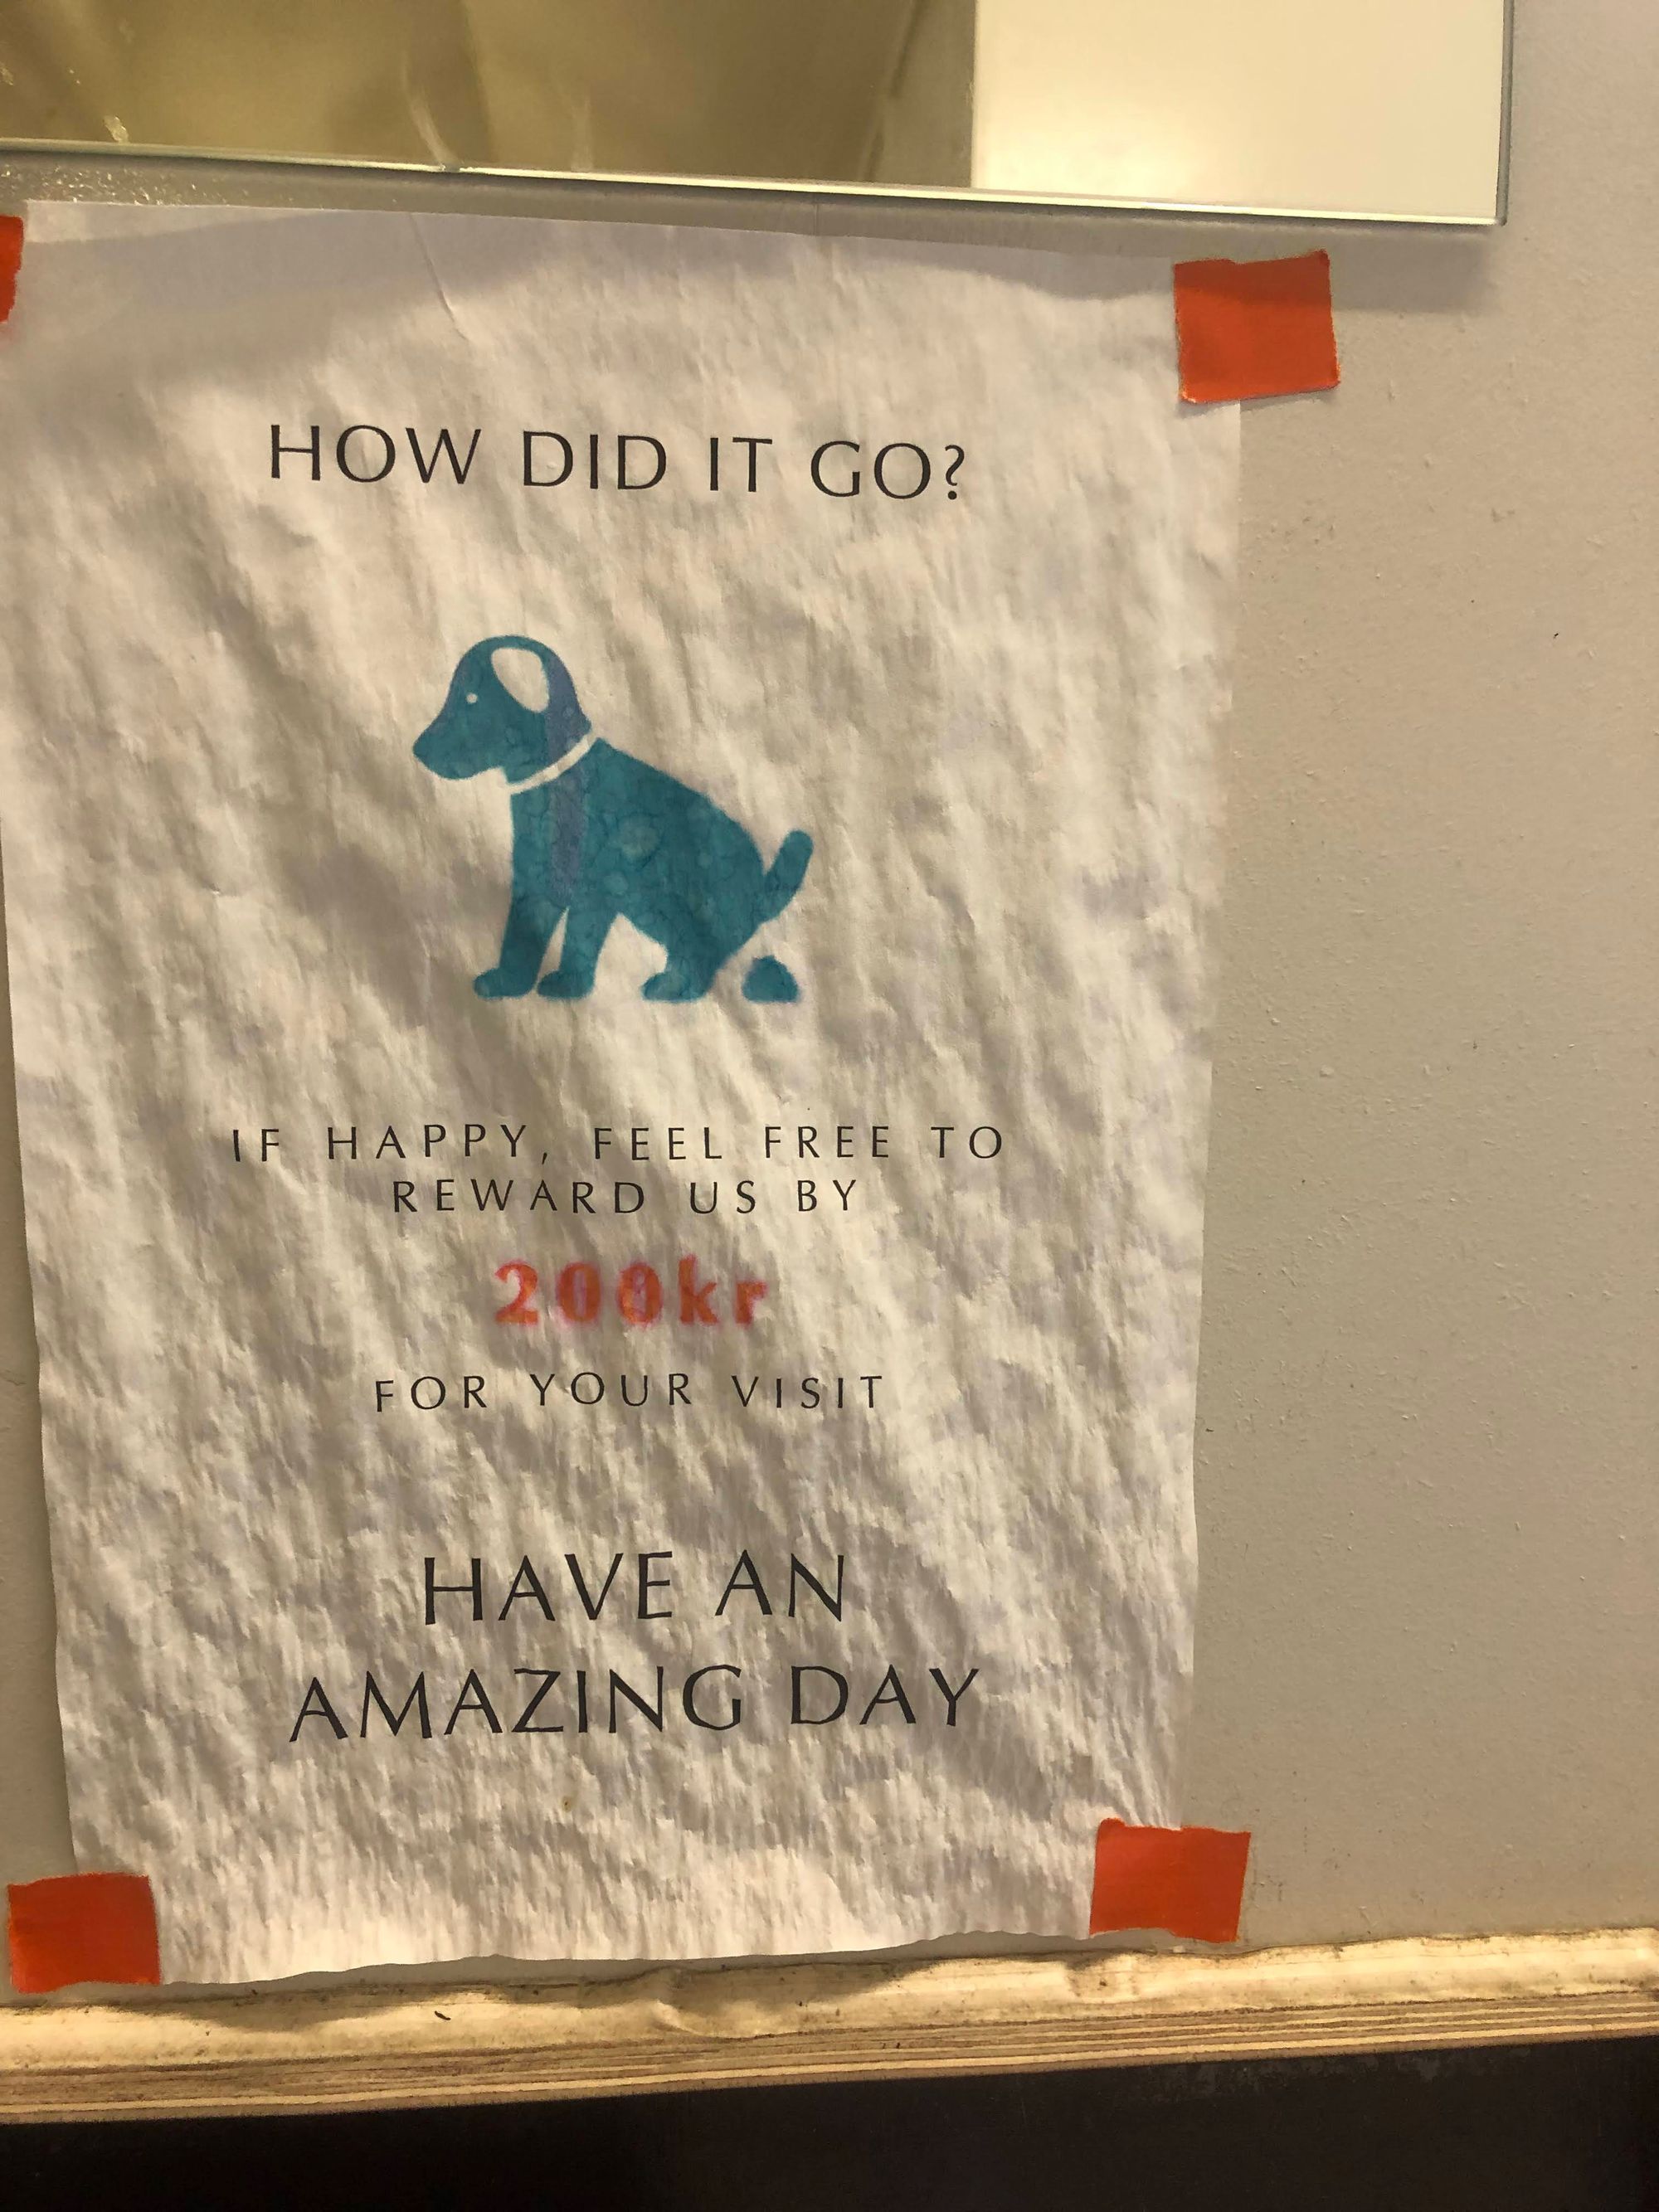 HOW DID IT GO?
IF HAPPY, FEEL FREE TO
REWARD US BY
200kr
FOR YOUR VISIT
HAVE AN
AMAZING DAY